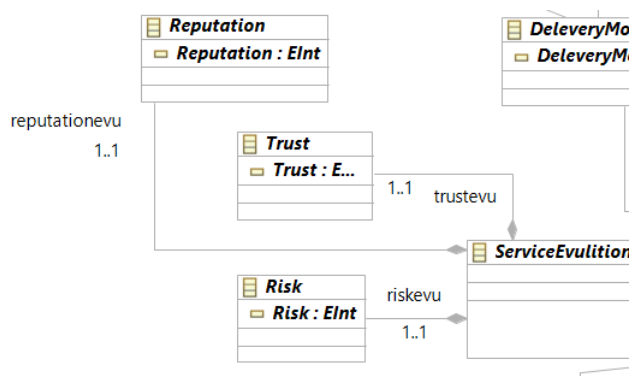 Reputation
Reputation : EInt
DeleveryMo
DeleveryMo
reputationevu
1..1
Trust
Trust : E...
1..1
trustevu
ServiceEvulition
Risk
Risk : EInt
riskevu
1..1